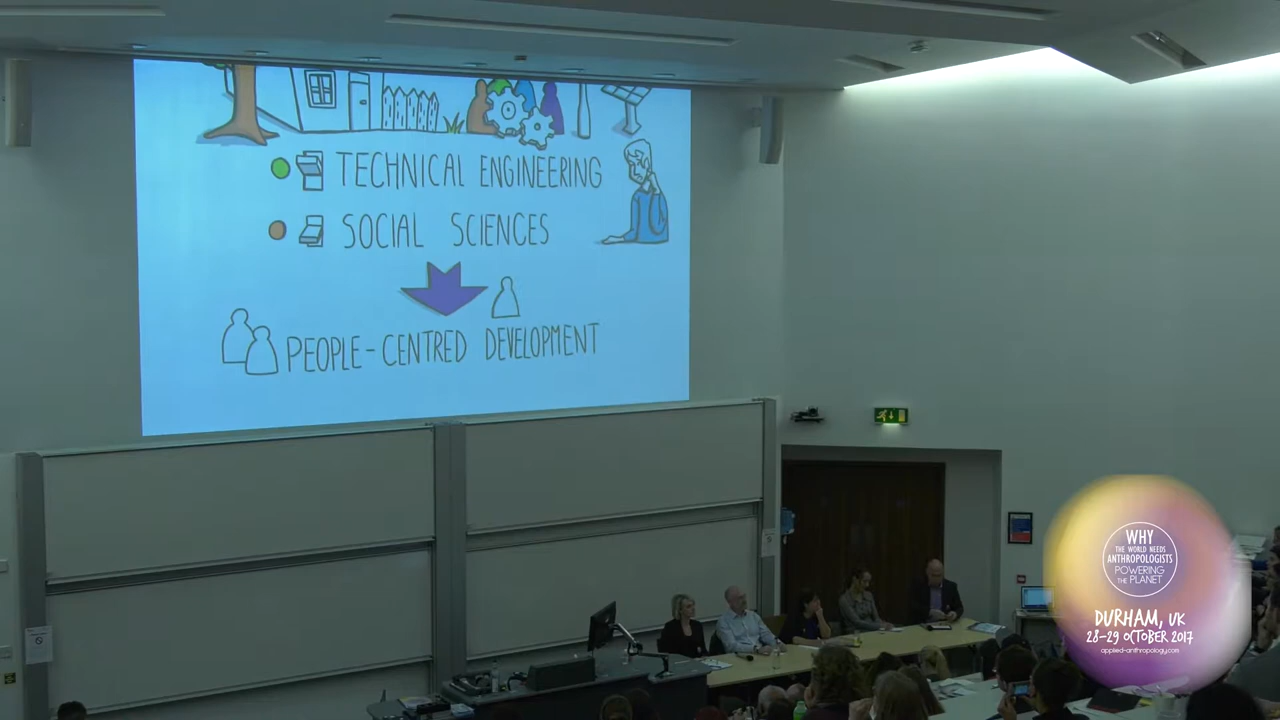 TECHNICAL ENGINEERING
SOCIAL SCIENCES
PEOPLE-CENTRED DEVELOPMENT
WHY
THE WORLD NEEDS
ANTHROPOLOGISTS
POWERING
THE PLANET
DURHAM, UK
28-29 OCTOBER 2017
applied-anthropology.com